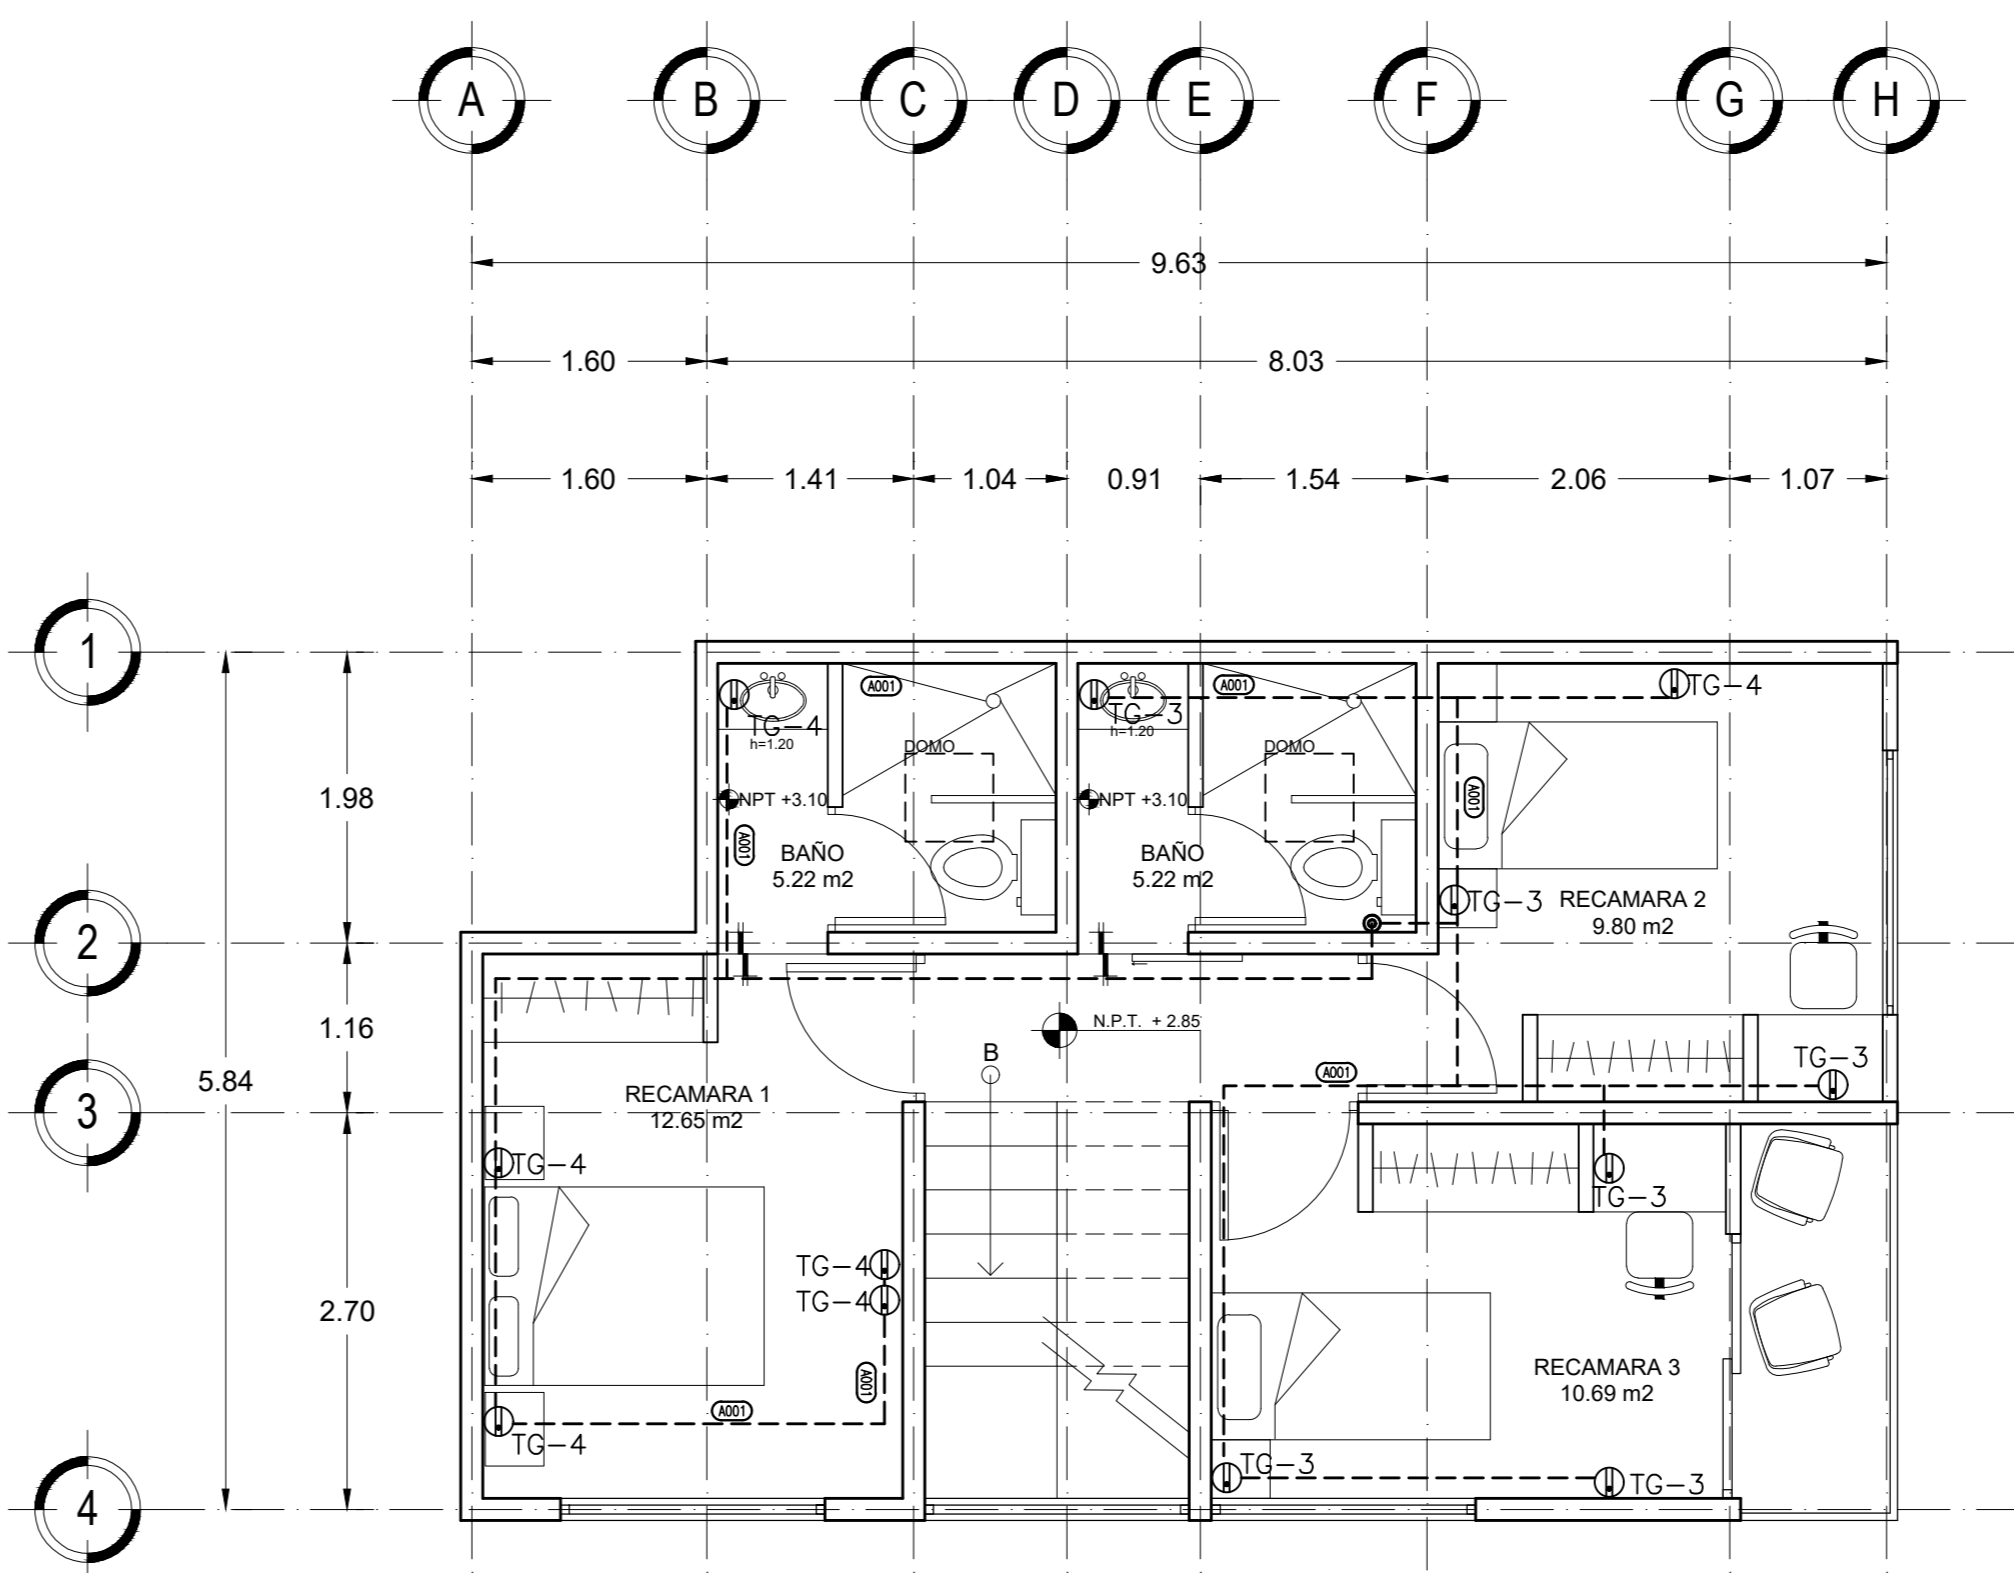 A B C D E F G H
9.63
1.60 8.03
1.60 1.41 1.04 0.91 1.54 2.06 1.07
1
A001 A001 TG-4
TG-4 TG-3
h=1.20 h=1.20
DOMO DOMO
1.98 NPT +3.10 NPT +3.10 A001
A001
BAÑO BAÑO
5.22 m2 5.22 m2
TG-3 RECAMARA 2
9.80 m2
2
1.16 N.P.T. + 2.85
B
TG-3
5.84
A001
RECAMARA 1
12.65 m2
3
TG-4
TG-3
TG-4
TG-4
2.70
RECAMARA 3
10.69 m2
A001
A001
TG-4
TG-3
TG-3
4